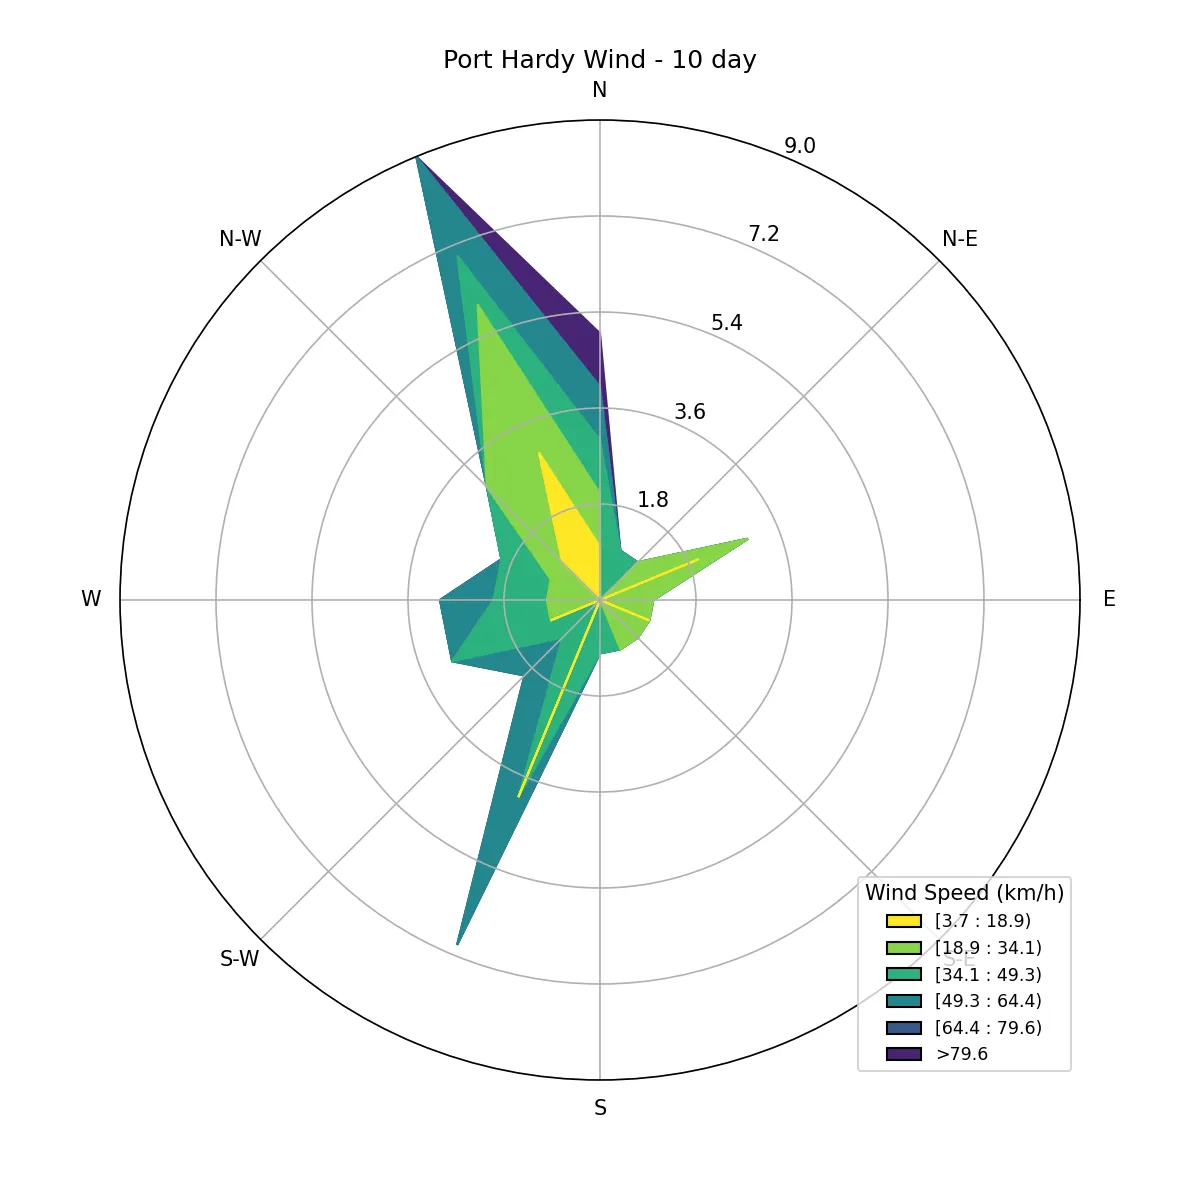 Port Hardy Wind - 10 day
N
9.0
N-W
7.2
N-E
5.4
3.6
1.8
W
E
S-W
S-E
S
Wind Speed (km/h)
[3.7 : 18.9)
[18.9 : 34.1)
[34.1 : 49.3)
[49.3 : 64.4)
[64.4 : 79.6)
>79.6